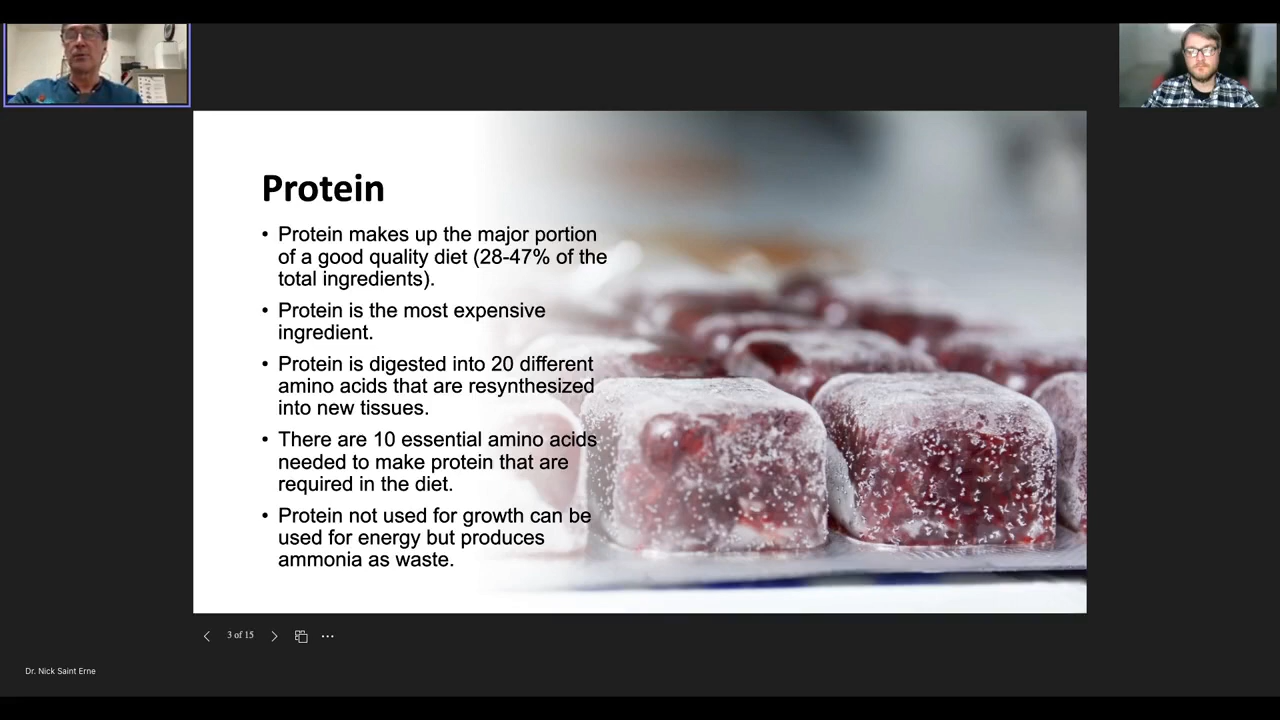 Protein
• Protein makes up the major portion
of a good quality diet (28-47% of the
total ingredients).
• Protein is the most expensive
ingredient.
• Protein is digested into 20 different
amino acids that are resynthesized
into new tissues.
• There are 10 essential amino acids
needed to make protein that are
required in the diet.
• Protein not used for growth can be
used for energy but produces
ammonia as waste.
3 of 15
Dr. Nick Saint Erne